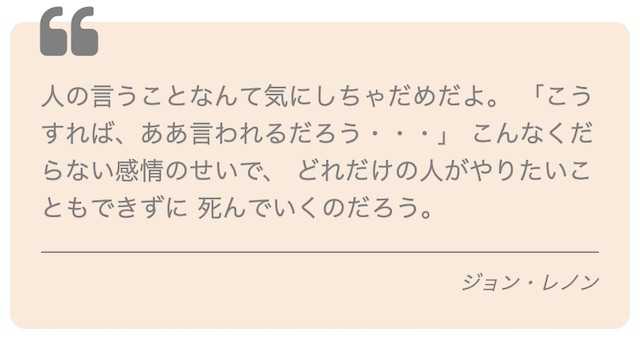 人の言うことなんて気にしちゃだめだよ。 「こう
すれば、ああ言われるだろう・・・」 こんなくだ
らない感情のせいで、 どれだけの人がやりたいこ
ともできずに 死んでいくのだろう。
ジョン・レノン